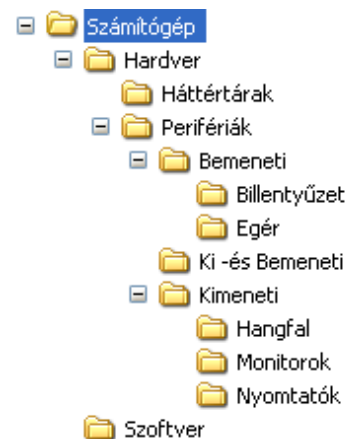 Számítógép
Hardver
Háttértárak
Perifériák
Bemeneti
Billentyűzet
Egér
Ki -és Bemeneti
Kimeneti
Hangfal
Monitorok
Nyomtatók
Szoftver